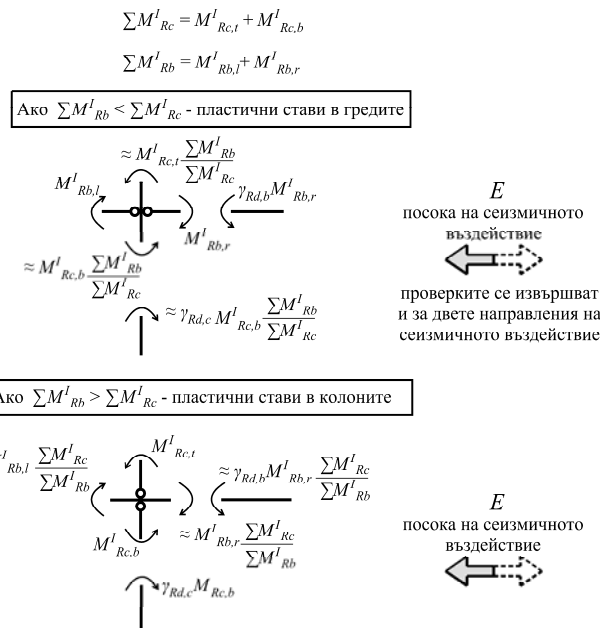 ∑M^I_Rc = M^I_Rc,t + M^I_Rc,b
∑M^I_Rb = M^I_Rb,l + M^I_Rb,r
Ако ∑M^I_Rb < ∑M^I_Rc - пластични стави в гредите
≈ M^I_Rc,t ∑M^I_Rb / ∑M^I_Rc
M^I_Rb,l
γ_Rd,b M^I_Rb,r
M^I_Rb,r
≈ M^I_Rc,b ∑M^I_Rb / ∑M^I_Rc
≈ γ_Rd,c M^I_Rc,b ∑M^I_Rb / ∑M^I_Rc
E
посока на сеизмичното
въздействие
проверките се извършват
и за двете направления на
сеизмичното въздействие
Ако ∑M^I_Rb > ∑M^I_Rc - пластични стави в колоните
M^I_Rc,t
^I_Rb,l ∑M^I_Rc / ∑M^I_Rb
≈ γ_Rd,b M^I_Rb,r ∑M^I_Rc / ∑M^I_Rb
M^I_Rc,b
≈ M^I_Rb,r ∑M^I_Rc / ∑M^I_Rb
γ_Rd,c M_Rc,b
E
посока на сеизмичното
въздействие